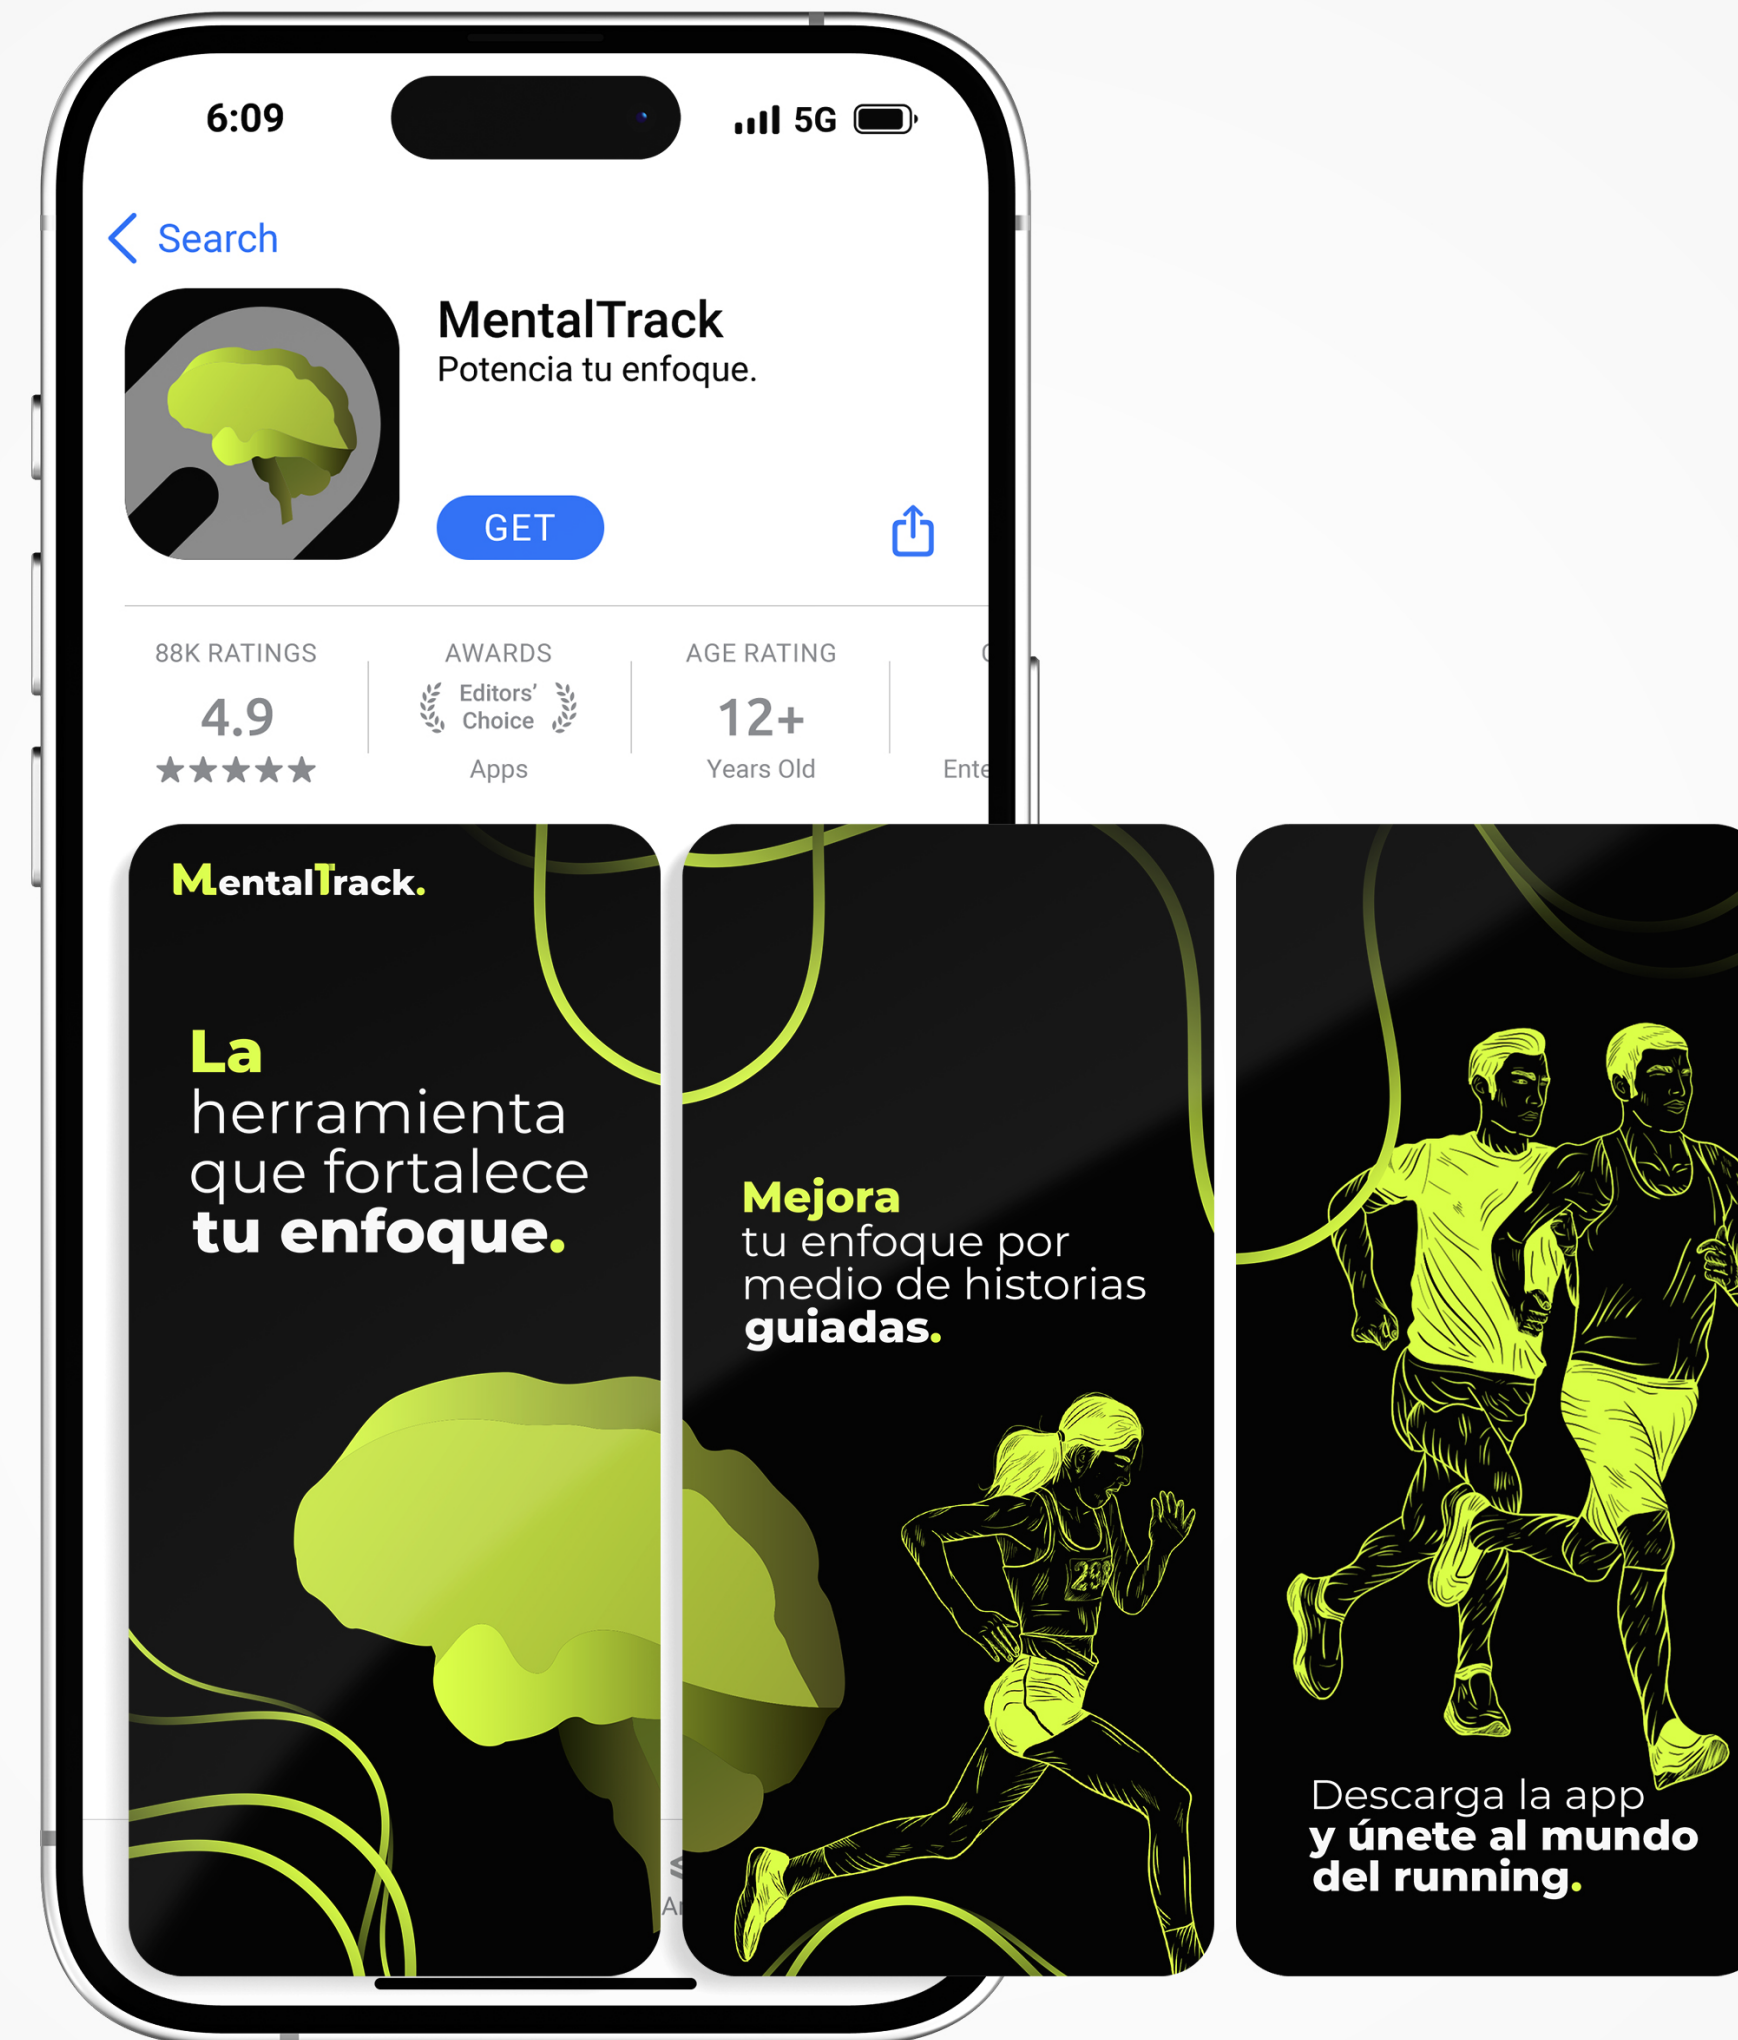 6:09
5G
Search
MentalTrack
Potencia tu enfoque.
GET
88K RATINGS
AWARDS
AGE RATING
4.9
Editors’
Choice
12+
Apps
Years Old
Ente
MentalTrack.
La
herramienta
que fortalece
tu enfoque.
Mejora
tu enfoque por
medio de historias
guiadas.
Descarga la app
y únete al mundo
del running.